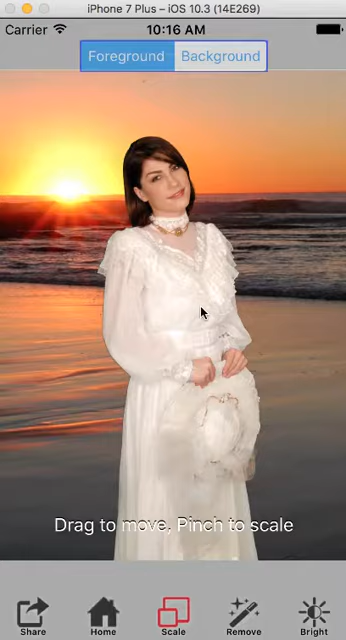 iPhone 7 Plus – iOS 10.3 (14E269)
Carrier 10:16 AM
Foreground Background
Drag to move, Pinch to scale
Share Home Scale Remove Bright